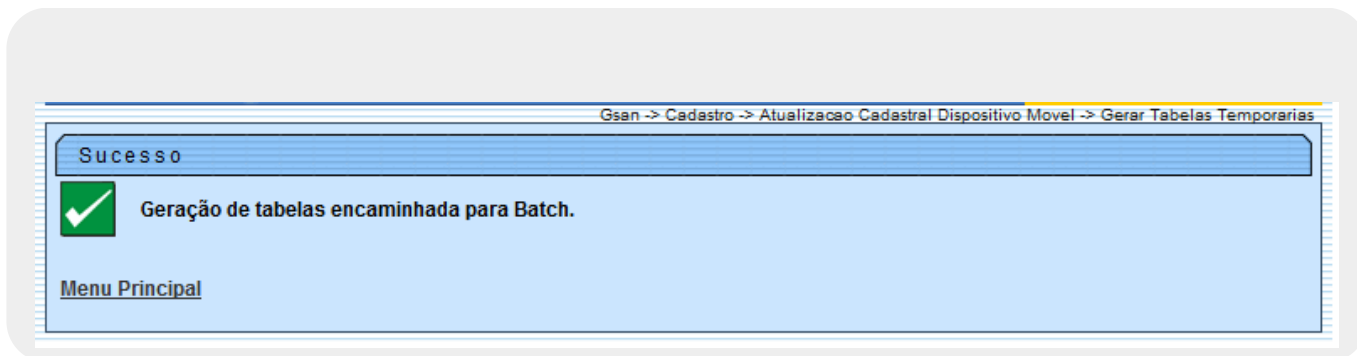 Gsan -> Cadastro -> Atualizacao Cadastral Dispositivo Movel -> Gerar Tabelas Temporarias
Sucesso
Geração de tabelas encaminhada para Batch.
Menu Principal